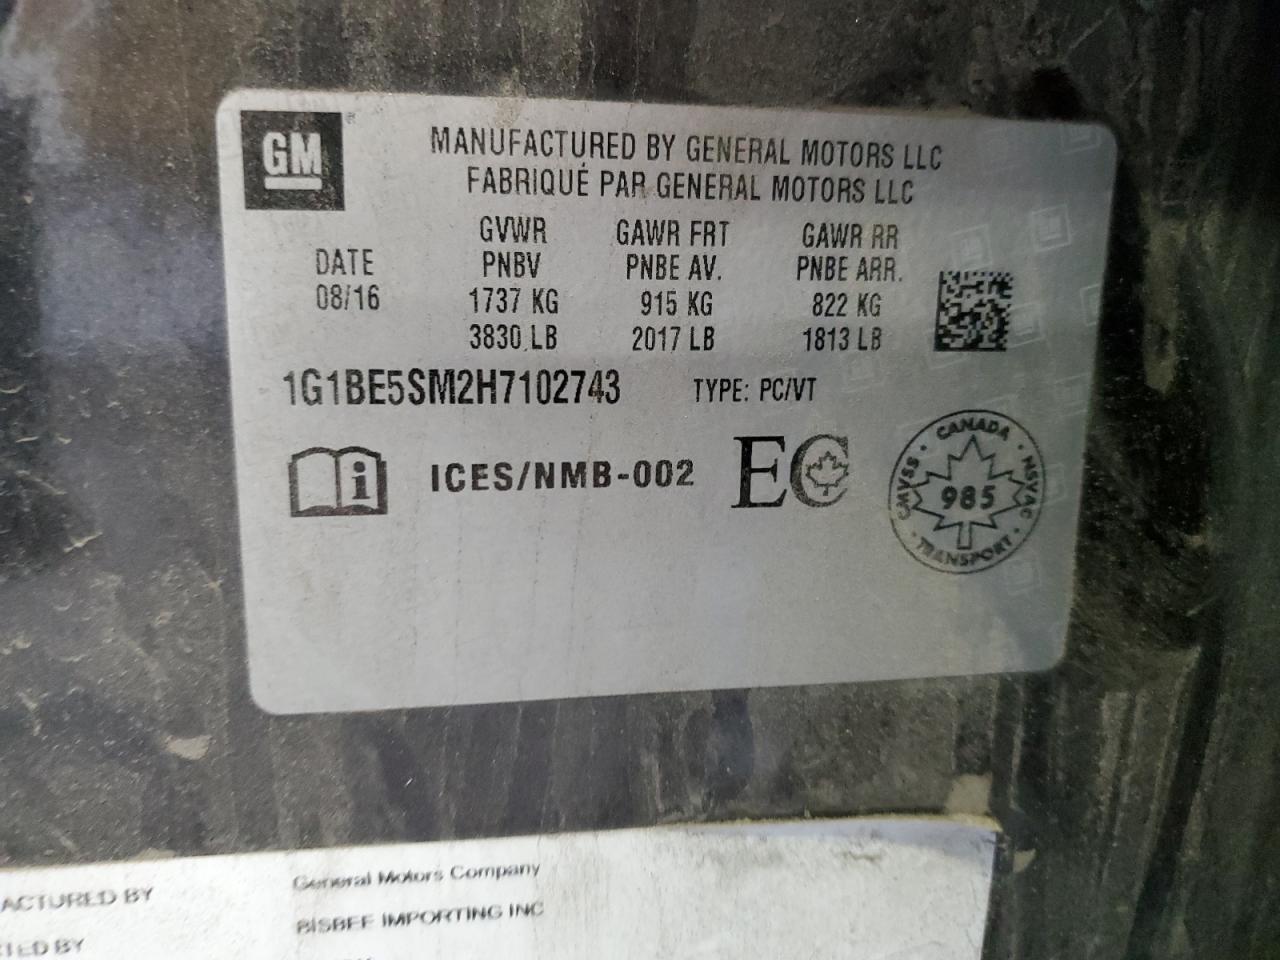 GM
MANUFACTURED BY GENERAL MOTORS LLC
FABRIQUÉ PAR GENERAL MOTORS LLC
GVWR GAWR FRT GAWR RR
DATE PNBV PNBE AV. PNBE ARR.
08/16 1737 KG 915 KG 822 KG
3830 LB 2017 LB 1813 LB
1G1BE5SM2H7102743 TYPE: PC/VT
i ICES/NMB-002 EC
CANADA
CMVSS 985 NSVAC
TRANSPORT
ACTURED BY General Motors Company
TED BY BISBEE IMPORTING INC